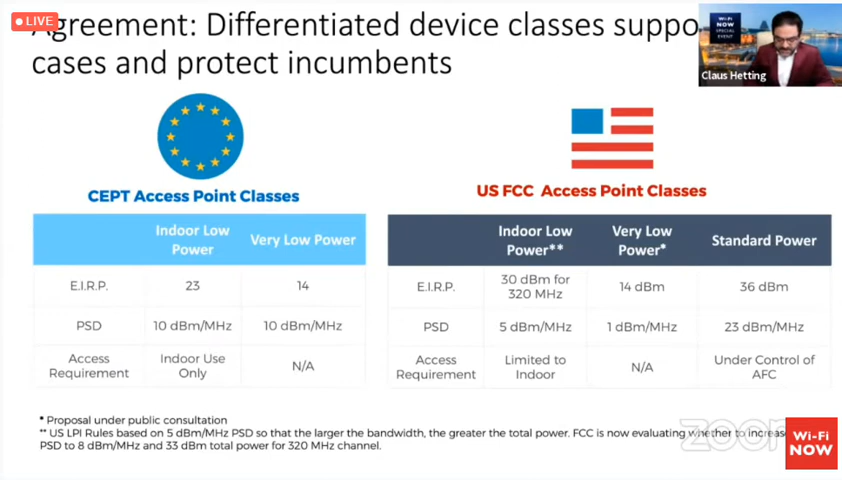 LIVE
Agreement: Differentiated device classes
cases and protect incumbents
Wi-Fi
NOW
SPECIAL
EVENT
Claus Hetting
CEPT Access Point Classes
US FCC Access Point Classes
Indoor Low
Power
Very Low Power
E.I.R.P.
23
14
PSD
10 dBm/MHz
10 dBm/MHz
Access
Requirement
Indoor Use
Only
N/A
Indoor Low
Power**
Very Low
Power*
Standard Power
E.I.R.P.
30 dBm for
320 MHz
14 dBm
36 dBm
PSD
5 dBm/MHz
1 dBm/MHz
23 dBm/MHz
Access
Requirement
Limited to
Indoor
N/A
Under Control of
AFC
* Proposal under public consultation
** US LPI Rules based on 5 dBm/MHz PSD so that the larger the bandwidth, the greater the total power. FCC is now evaluating whether to increase
PSD to 8 dBm/MHz and 33 dBm total power for 320 MHz channel.
zoom
Wi-Fi
NOW